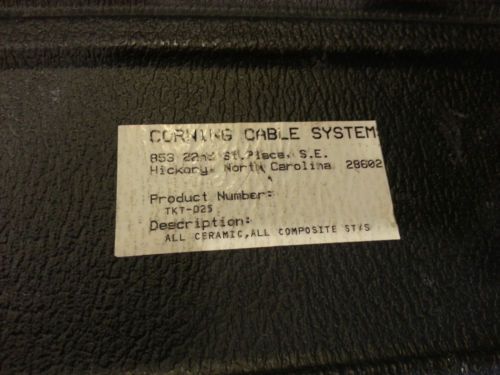 CORNING CABLE SYSTEM
853 22nd St.Place, S.E.
Hickory, North Carolina 28602
Product Number:
TKT-025
Description:
ALL CERAMIC,ALL COMPOSITE ST/S